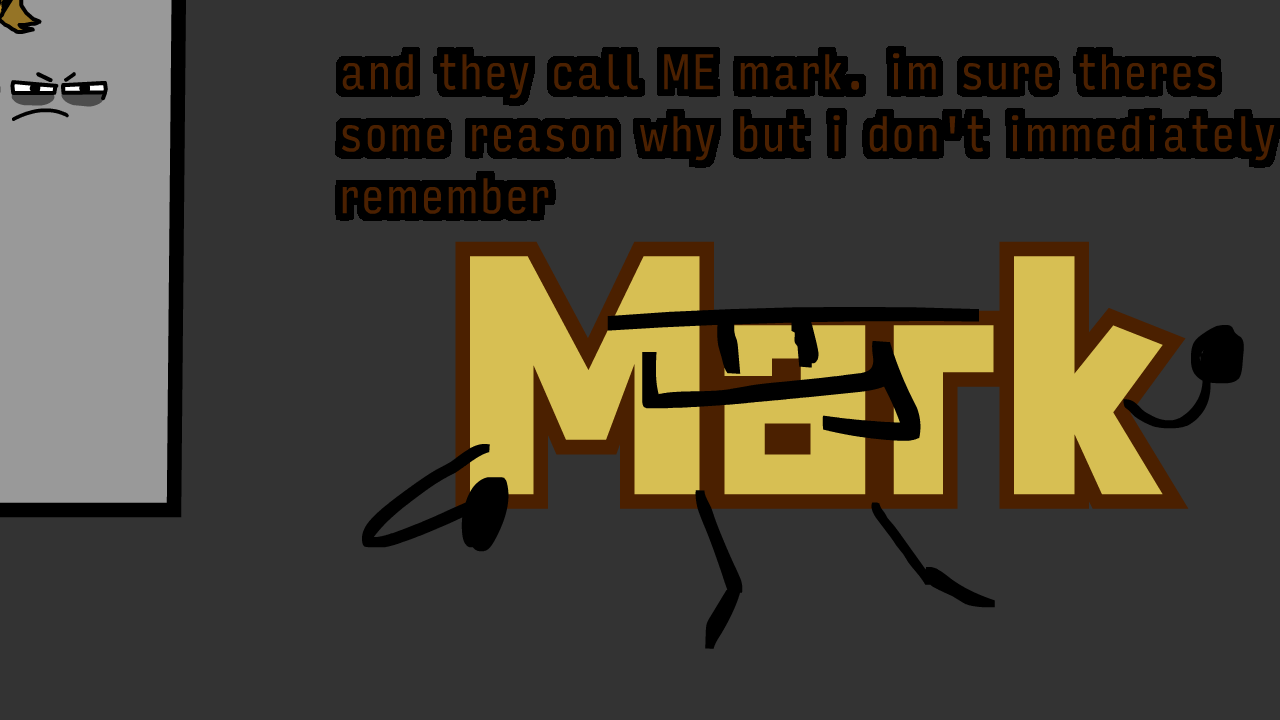 and they call ME mark. im sure theres
some reason why but i don't immediately
remember
Mark